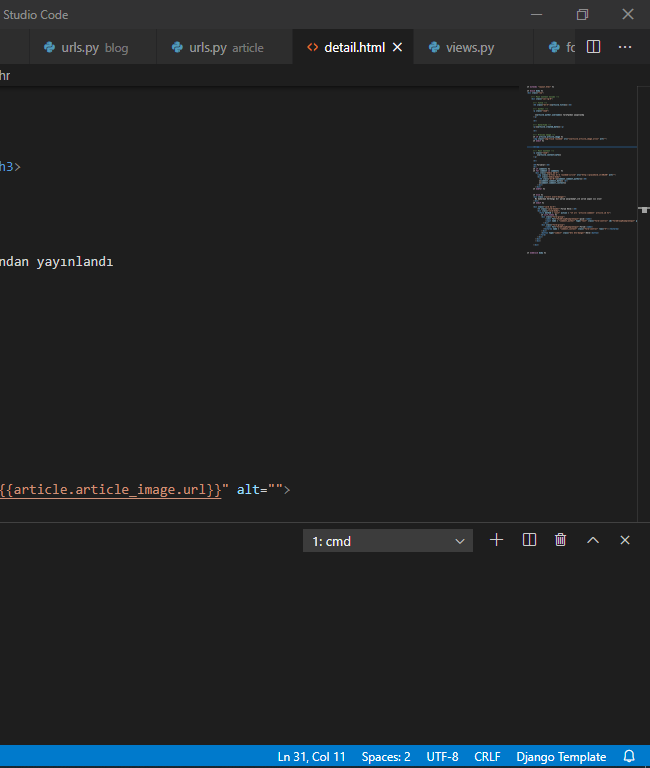 Studio Code
urls.py blog
urls.py article
detail.html
views.py
fo
hr
h3>
ndan yayınlandı
{{article.article_image.url}}" alt="">
1: cmd
Ln 31, Col 11
Spaces: 2
UTF-8
CRLF
Django Template